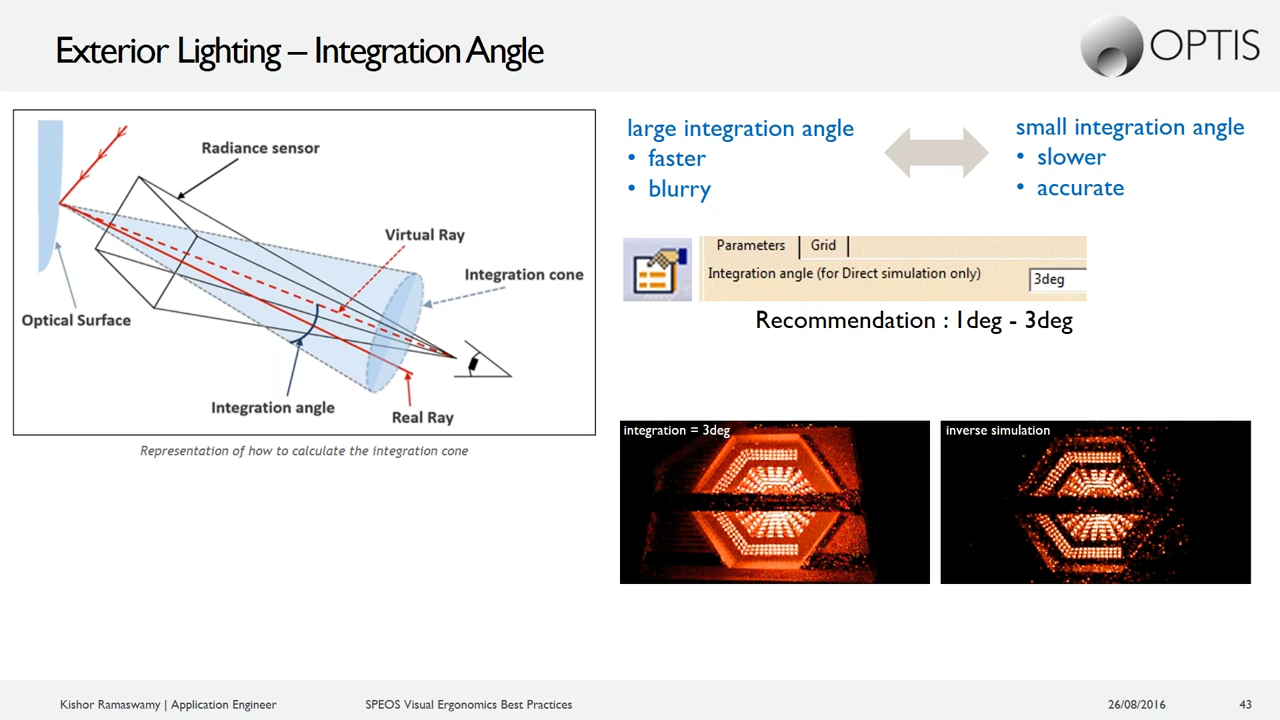 Exterior Lighting – Integration Angle
OPTIS
Radiance sensor
Virtual Ray
Integration cone
Optical Surface
Integration angle
Real Ray
Representation of how to calculate the integration cone
large integration angle
• faster
• blurry
small integration angle
• slower
• accurate
Parameters Grid
Integration angle (for Direct simulation only) 3deg
Recommendation : 1deg - 3deg
integration = 3deg
inverse simulation
Kishor Ramaswamy | Application Engineer SPEOS Visual Ergonomics Best Practices 26/08/2016 43